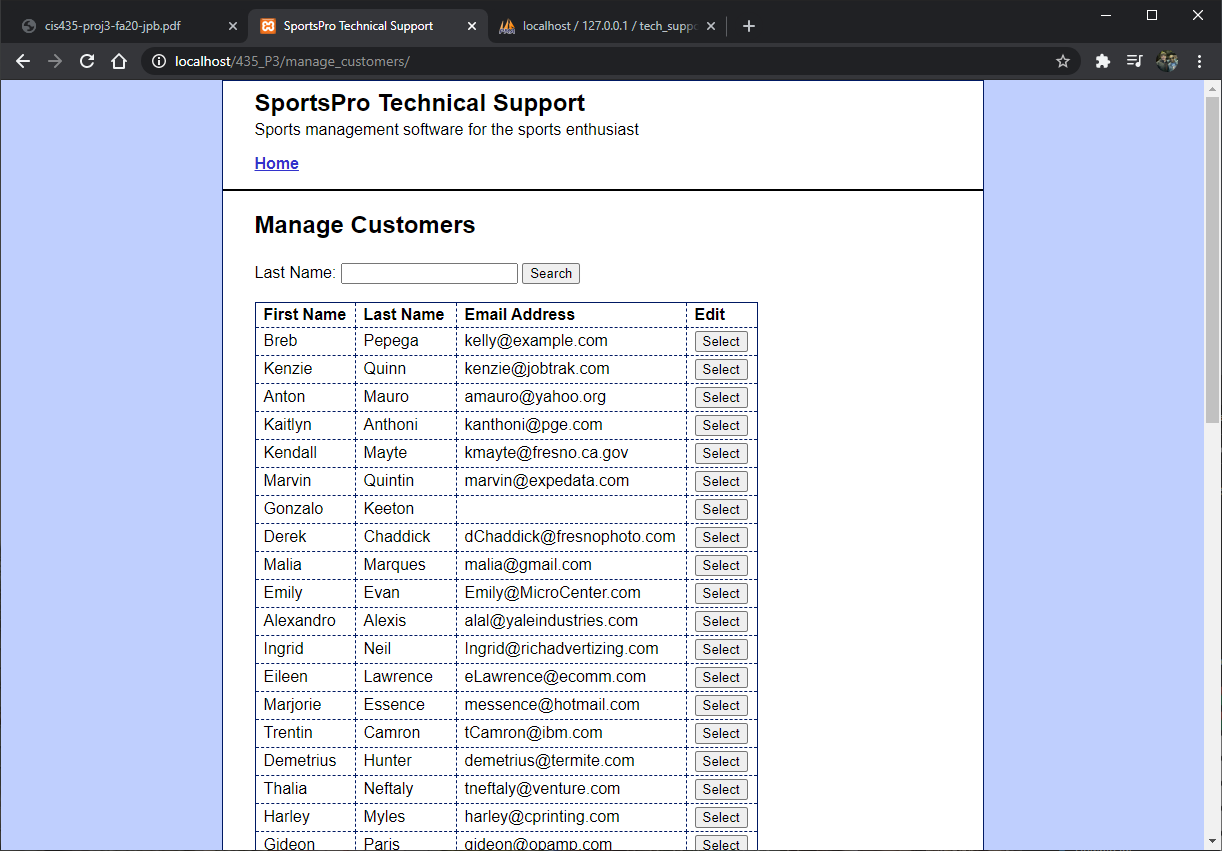 cis435-proj3-fa20-jpb.pdf
SportsPro Technical Support
localhost / 127.0.0.1 / tech_suppo
localhost/435_P3/manage_customers/
SportsPro Technical Support
Sports management software for the sports enthusiast
Home
Manage Customers
Last Name: Search
First Name Last Name Email Address Edit
Breb Pepega kelly@example.com Select
Kenzie Quinn kenzie@jobtrak.com Select
Anton Mauro amauro@yahoo.org Select
Kaitlyn Anthoni kanthoni@pge.com Select
Kendall Mayte kmayte@fresno.ca.gov Select
Marvin Quintin marvin@expedata.com Select
Gonzalo Keeton Select
Derek Chaddick dChaddick@fresnophoto.com Select
Malia Marques malia@gmail.com Select
Emily Evan Emily@MicroCenter.com Select
Alexandro Alexis alal@yaleindustries.com Select
Ingrid Neil Ingrid@richadvertizing.com Select
Eileen Lawrence eLawrence@ecomm.com Select
Marjorie Essence messence@hotmail.com Select
Trentin Camron tCamron@ibm.com Select
Demetrius Hunter demetrius@termite.com Select
Thalia Neftaly tneftaly@venture.com Select
Harley Myles harley@cprinting.com Select
Gideon Paris gideon@opamp.com Select